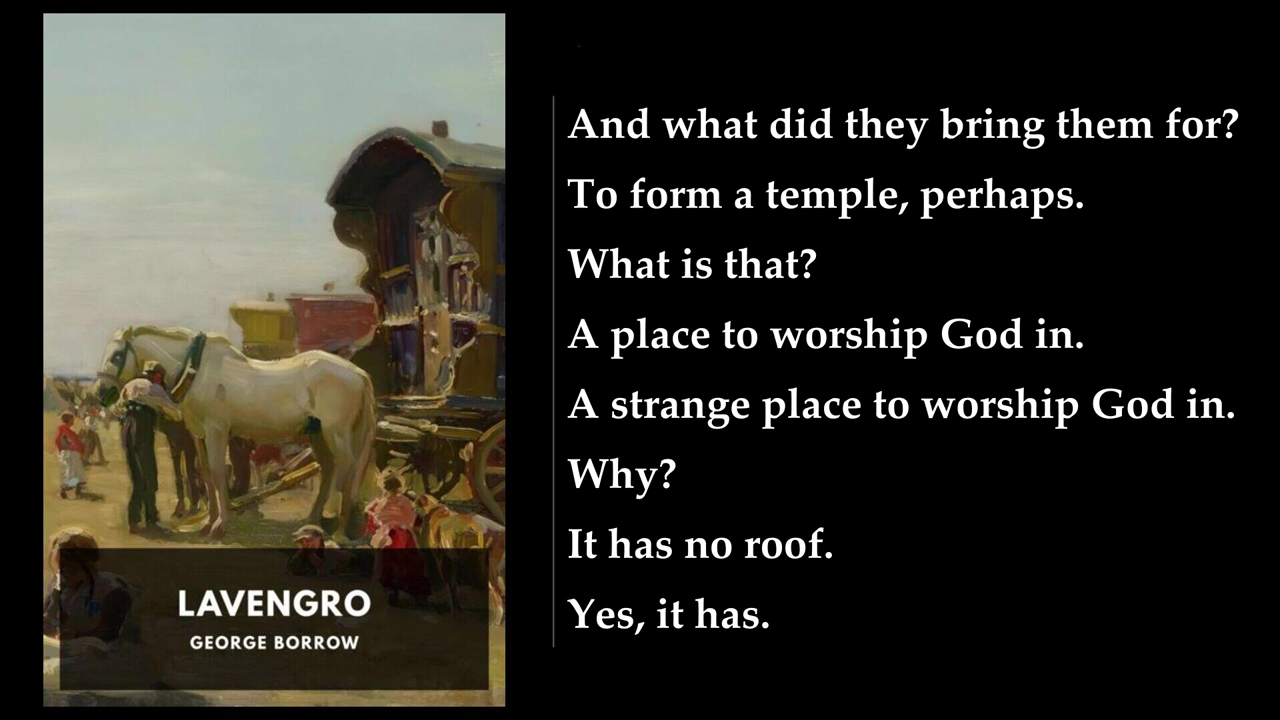 LAVENGRO
GEORGE BORROW
And what did they bring them for?
To form a temple, perhaps.
What is that?
A place to worship God in.
A strange place to worship God in.
Why?
It has no roof.
Yes, it has.